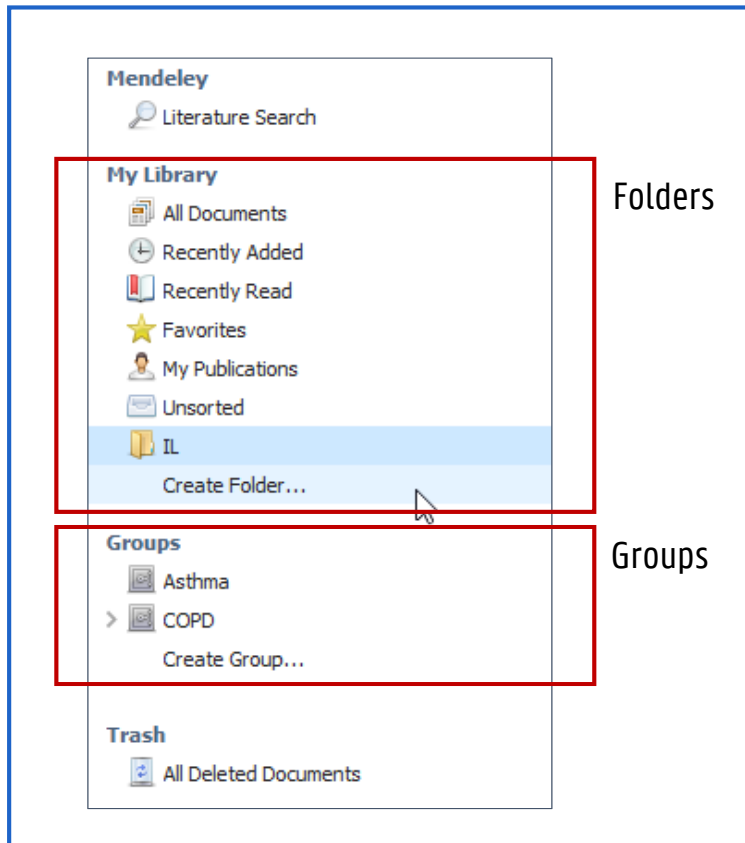 Mendeley
Literature Search
My Library
Folders
All Documents
Recently Added
Recently Read
Favorites
My Publications
Unsorted
IL
Create Folder...
Groups
Groups
Asthma
COPD
Create Group...
Trash
All Deleted Documents